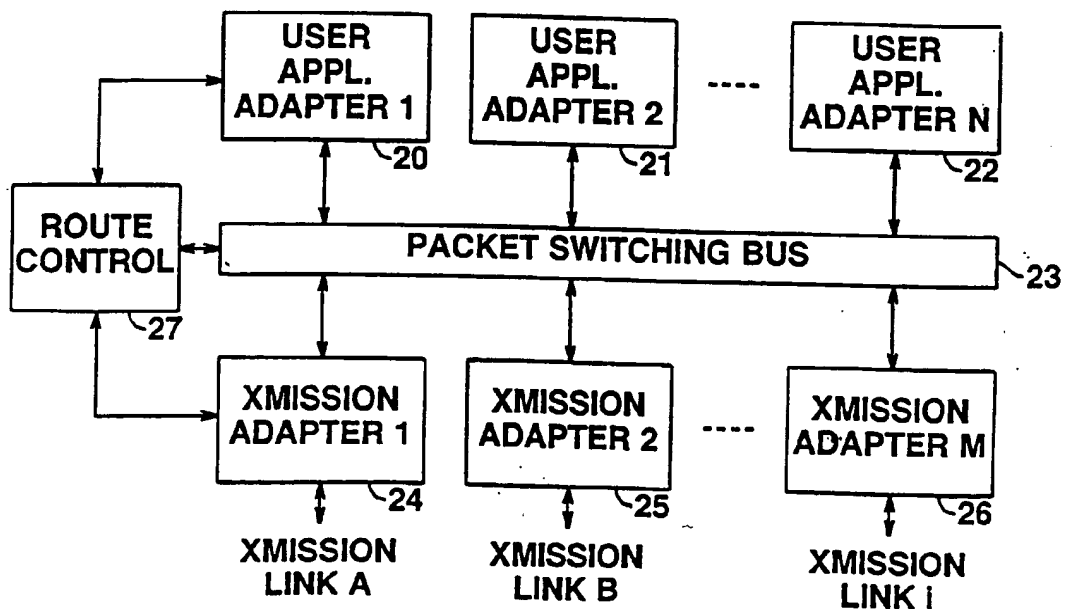 USER
APPL.
ADAPTER 1
20
USER
APPL.
ADAPTER 2
21
USER
APPL.
ADAPTER N
22
ROUTE
CONTROL
27
PACKET SWITCHING BUS
23
XMISSION
ADAPTER 1
24
XMISSION
ADAPTER 2
25
XMISSION
ADAPTER M
26
XMISSION
LINK A
XMISSION
LINK B
XMISSION
LINK i